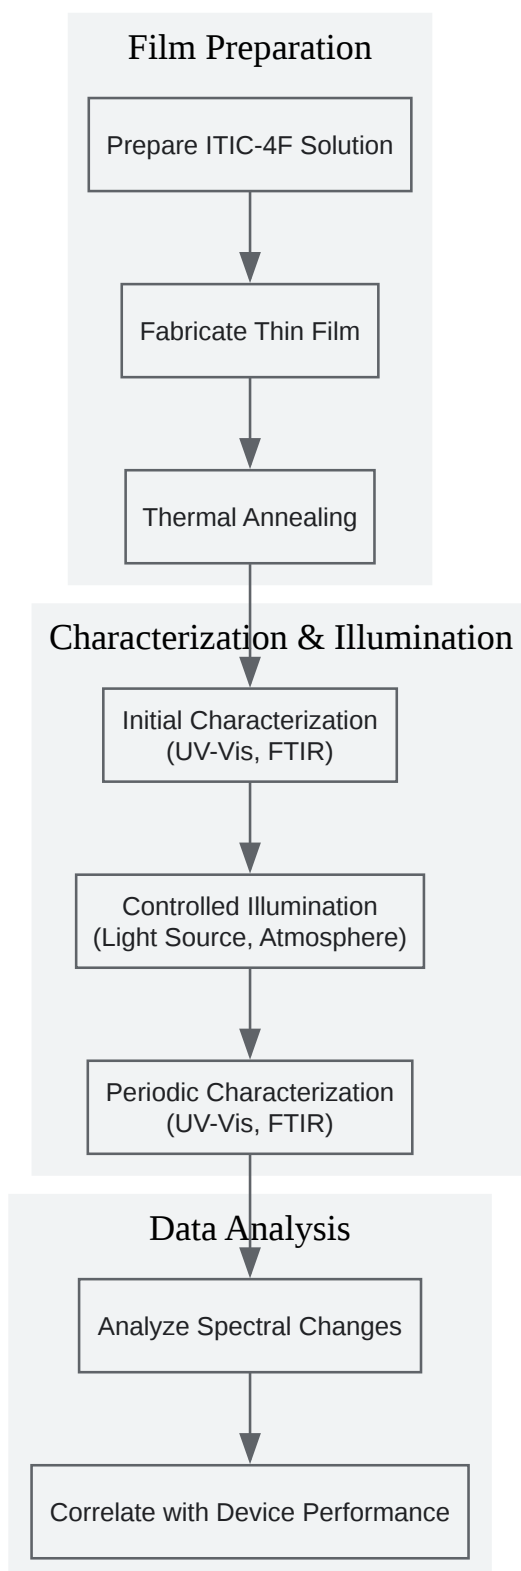 Film Preparation
Prepare ITIC-4F Solution
Fabricate Thin Film
Thermal Annealing
Characterization & Illumination
Initial Characterization
(UV-Vis, FTIR)
Controlled Illumination
(Light Source, Atmosphere)
Periodic Characterization
(UV-Vis, FTIR)
Data Analysis
Analyze Spectral Changes
Correlate with Device Performance